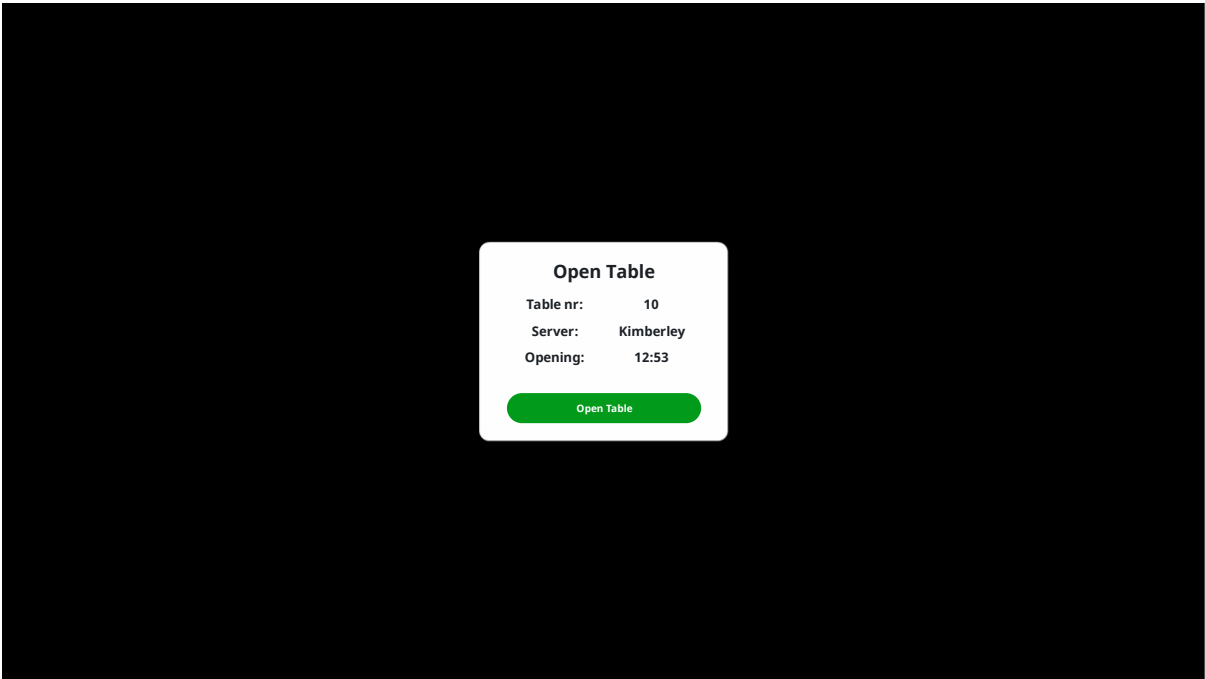 Open Table
Table nr: 10
Server: Kimberley
Opening: 12:53
Open Table